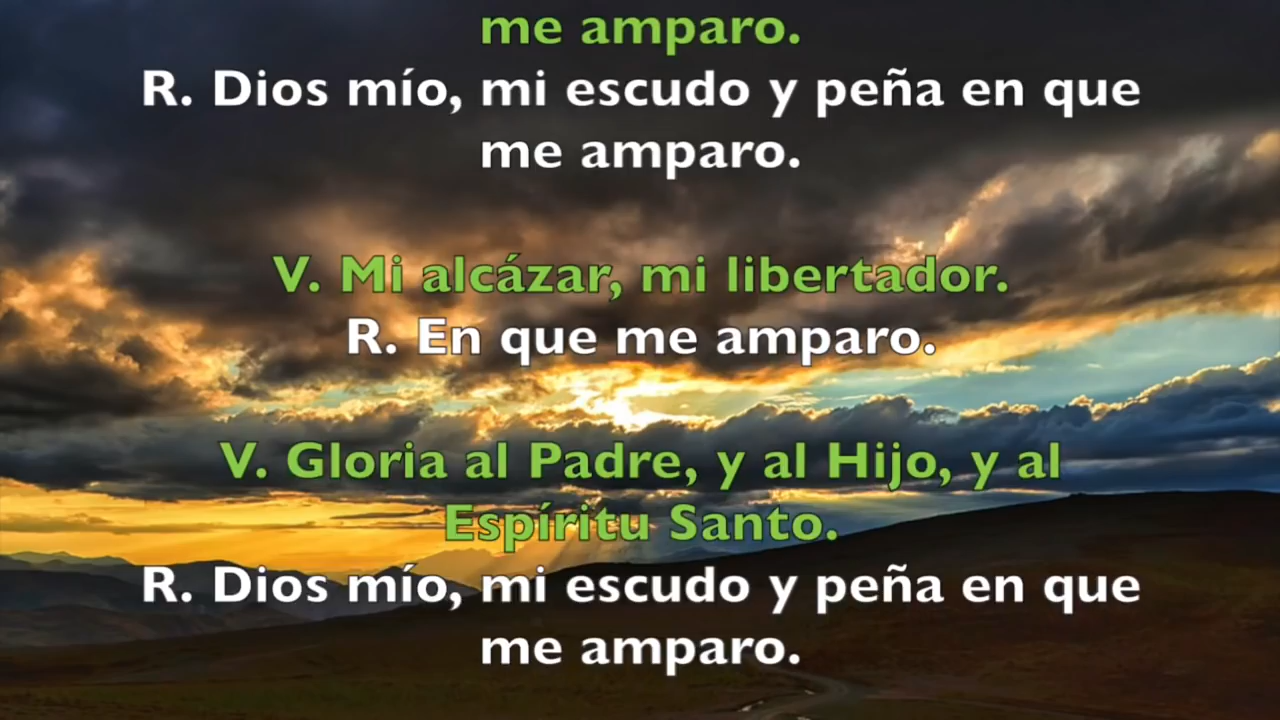 me amparo.
R. Dios mío, mi escudo y peña en que
me amparo.
V. Mi alcázar, mi libertador.
R. En que me amparo.
V. Gloria al Padre, y al Hijo, y al
Espíritu Santo.
R. Dios mío, mi escudo y peña en que
me amparo.